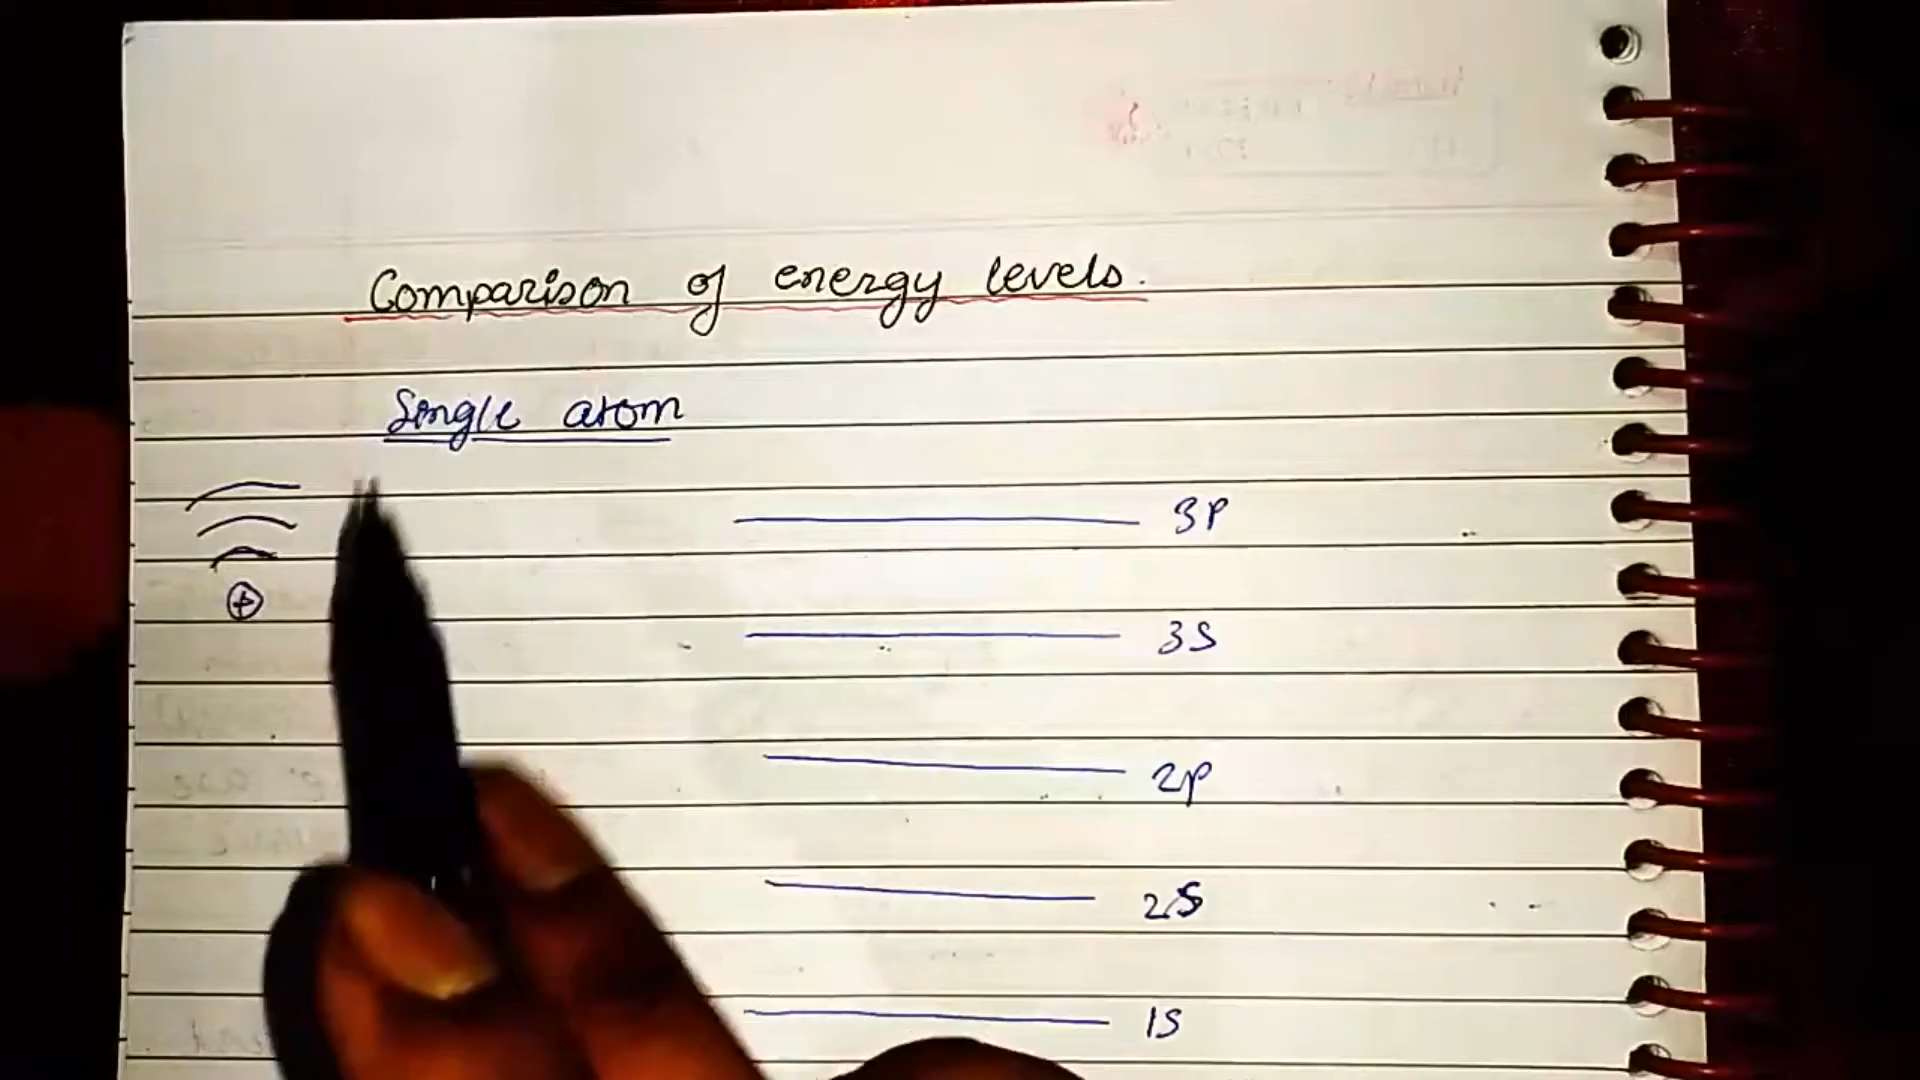 Comparison of energy levels.
Single atom
3P
3S
+
2p
2S
1S